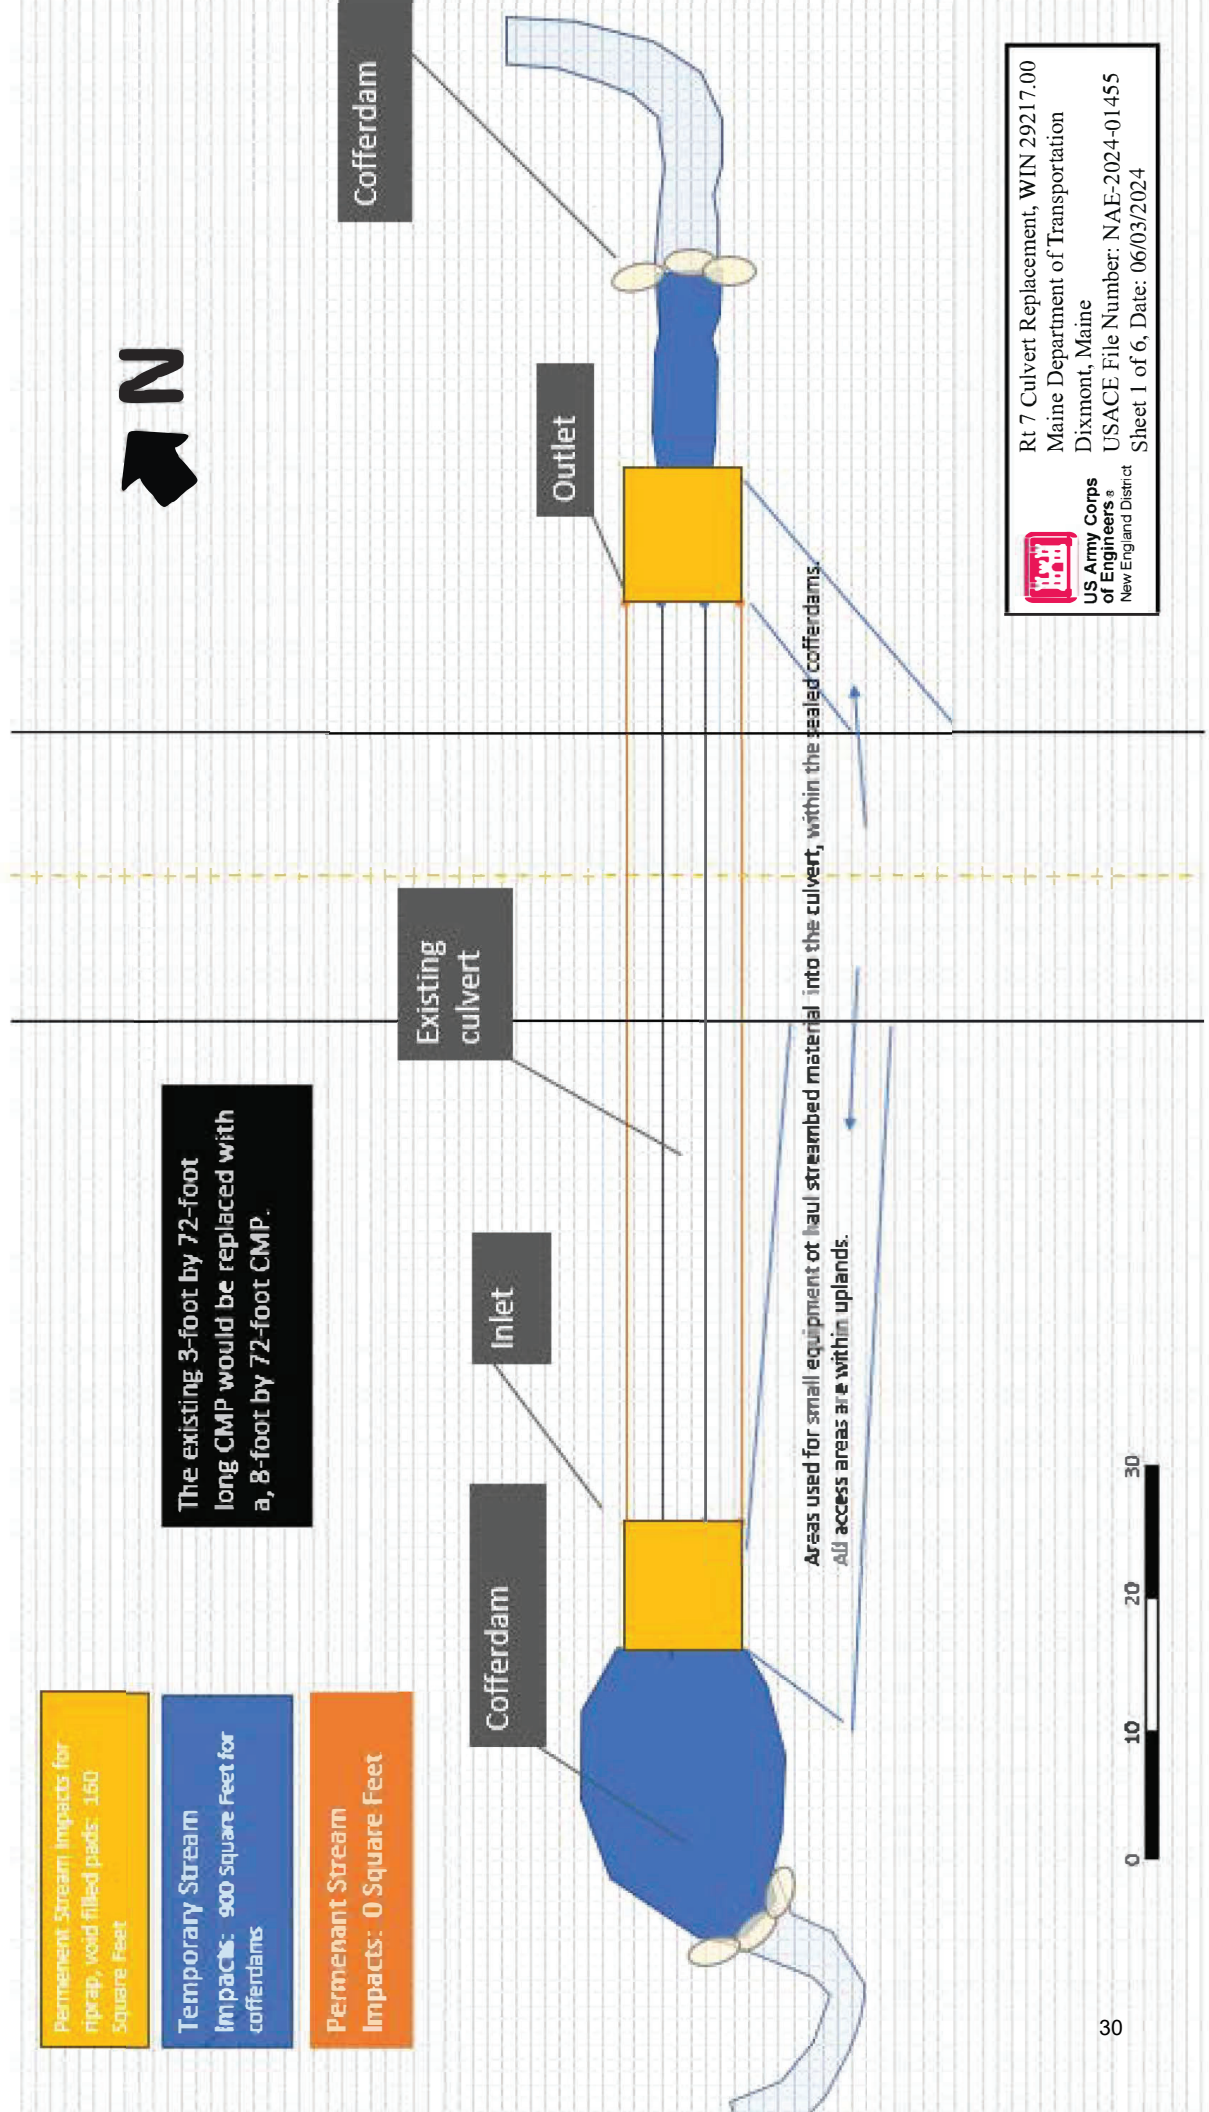 Permenent Stream Impacts for
riprap, void filled pads: 160
Square Feet
Temporary Stream
Impacts: 900 Square Feet for
cofferdams
Permenant Stream
Impacts: 0 Square Feet
The existing 3-foot by 72-foot
long CMP would be replaced with
a, 8-foot by 72-foot CMP.
N
Cofferdam
Inlet
Existing
culvert
Outlet
Cofferdam
Areas used for small equipment ot haul streambed material into the culvert, within the sealed cofferdams.
All access areas are within uplands.
0 10 20 30
US Army Corps
of Engineers ®
New England District
Rt 7 Culvert Replacement, WIN 29217.00
Maine Department of Transportation
Dixmont, Maine
USACE File Number: NAE-2024-01455
Sheet 1 of 6, Date: 06/03/2024
30